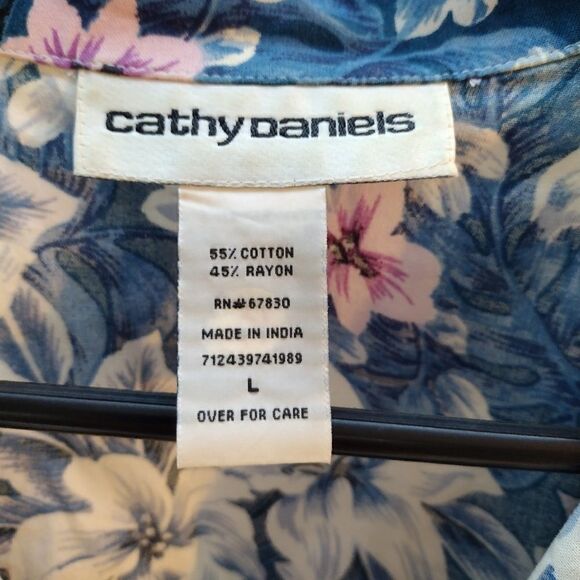 cathy Daniels
55% COTTON
45% RAYON
RN#67830
MADE IN INDIA
712439741989
L
OVER FOR CARE